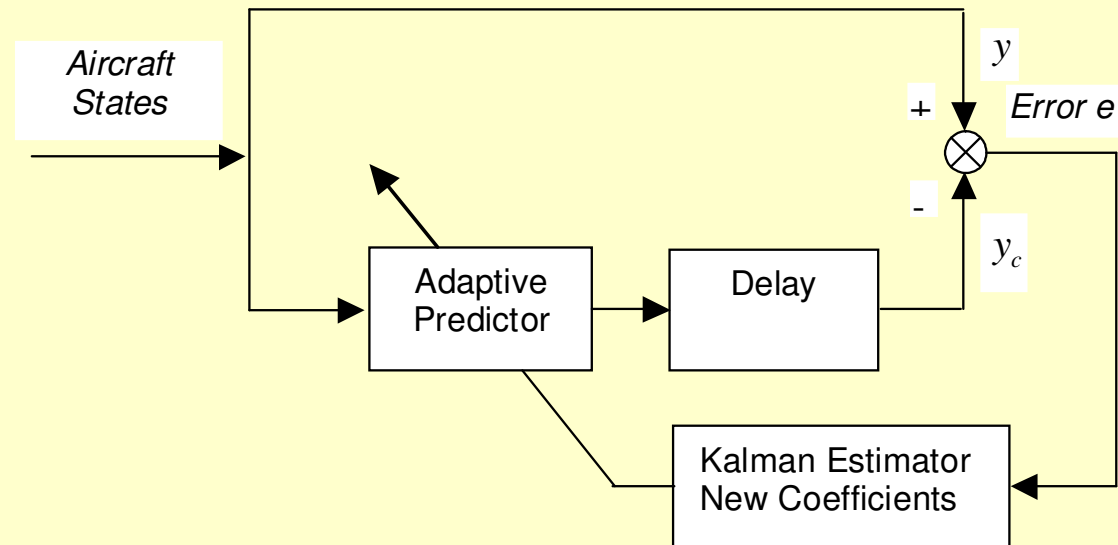 Aircraft
States
y
+
Error e
-
y_c
Adaptive
Predictor
Delay
Kalman Estimator
New Coefficients